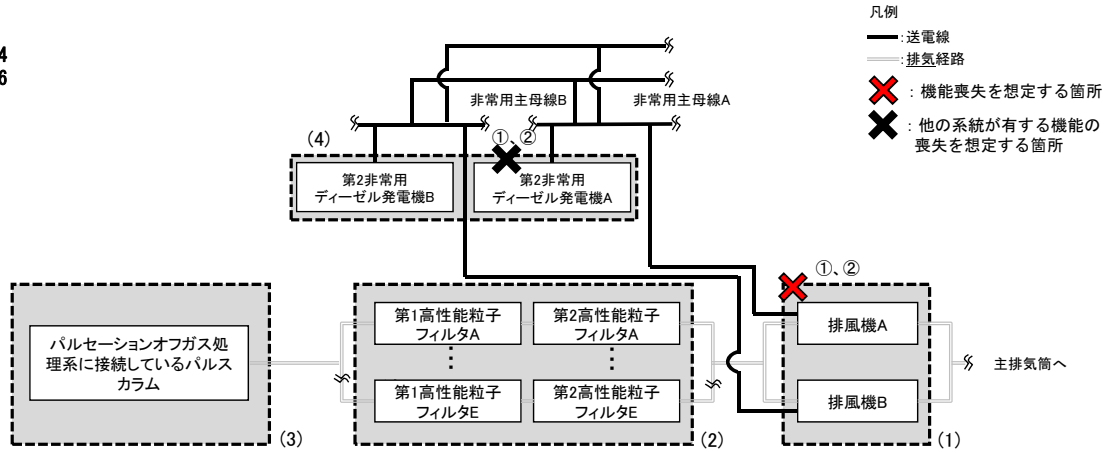 凡例
:送電線
:排気経路
:機能喪失を想定する箇所
:他の系統が有する機能の
喪失を想定する箇所
4
6
非常用主母線B
非常用主母線A
(4)
①、②
第2非常用
ディーゼル発電機B
第2非常用
ディーゼル発電機A
①、②
パルセーションオフガス処
理系に接続しているパルス
カラム
(3)
第1高性能粒子
フィルタA
第2高性能粒子
フィルタA
⋮
⋮
第1高性能粒子
フィルタE
第2高性能粒子
フィルタE
(2)
排風機A
排風機B
(1)
主排気筒へ